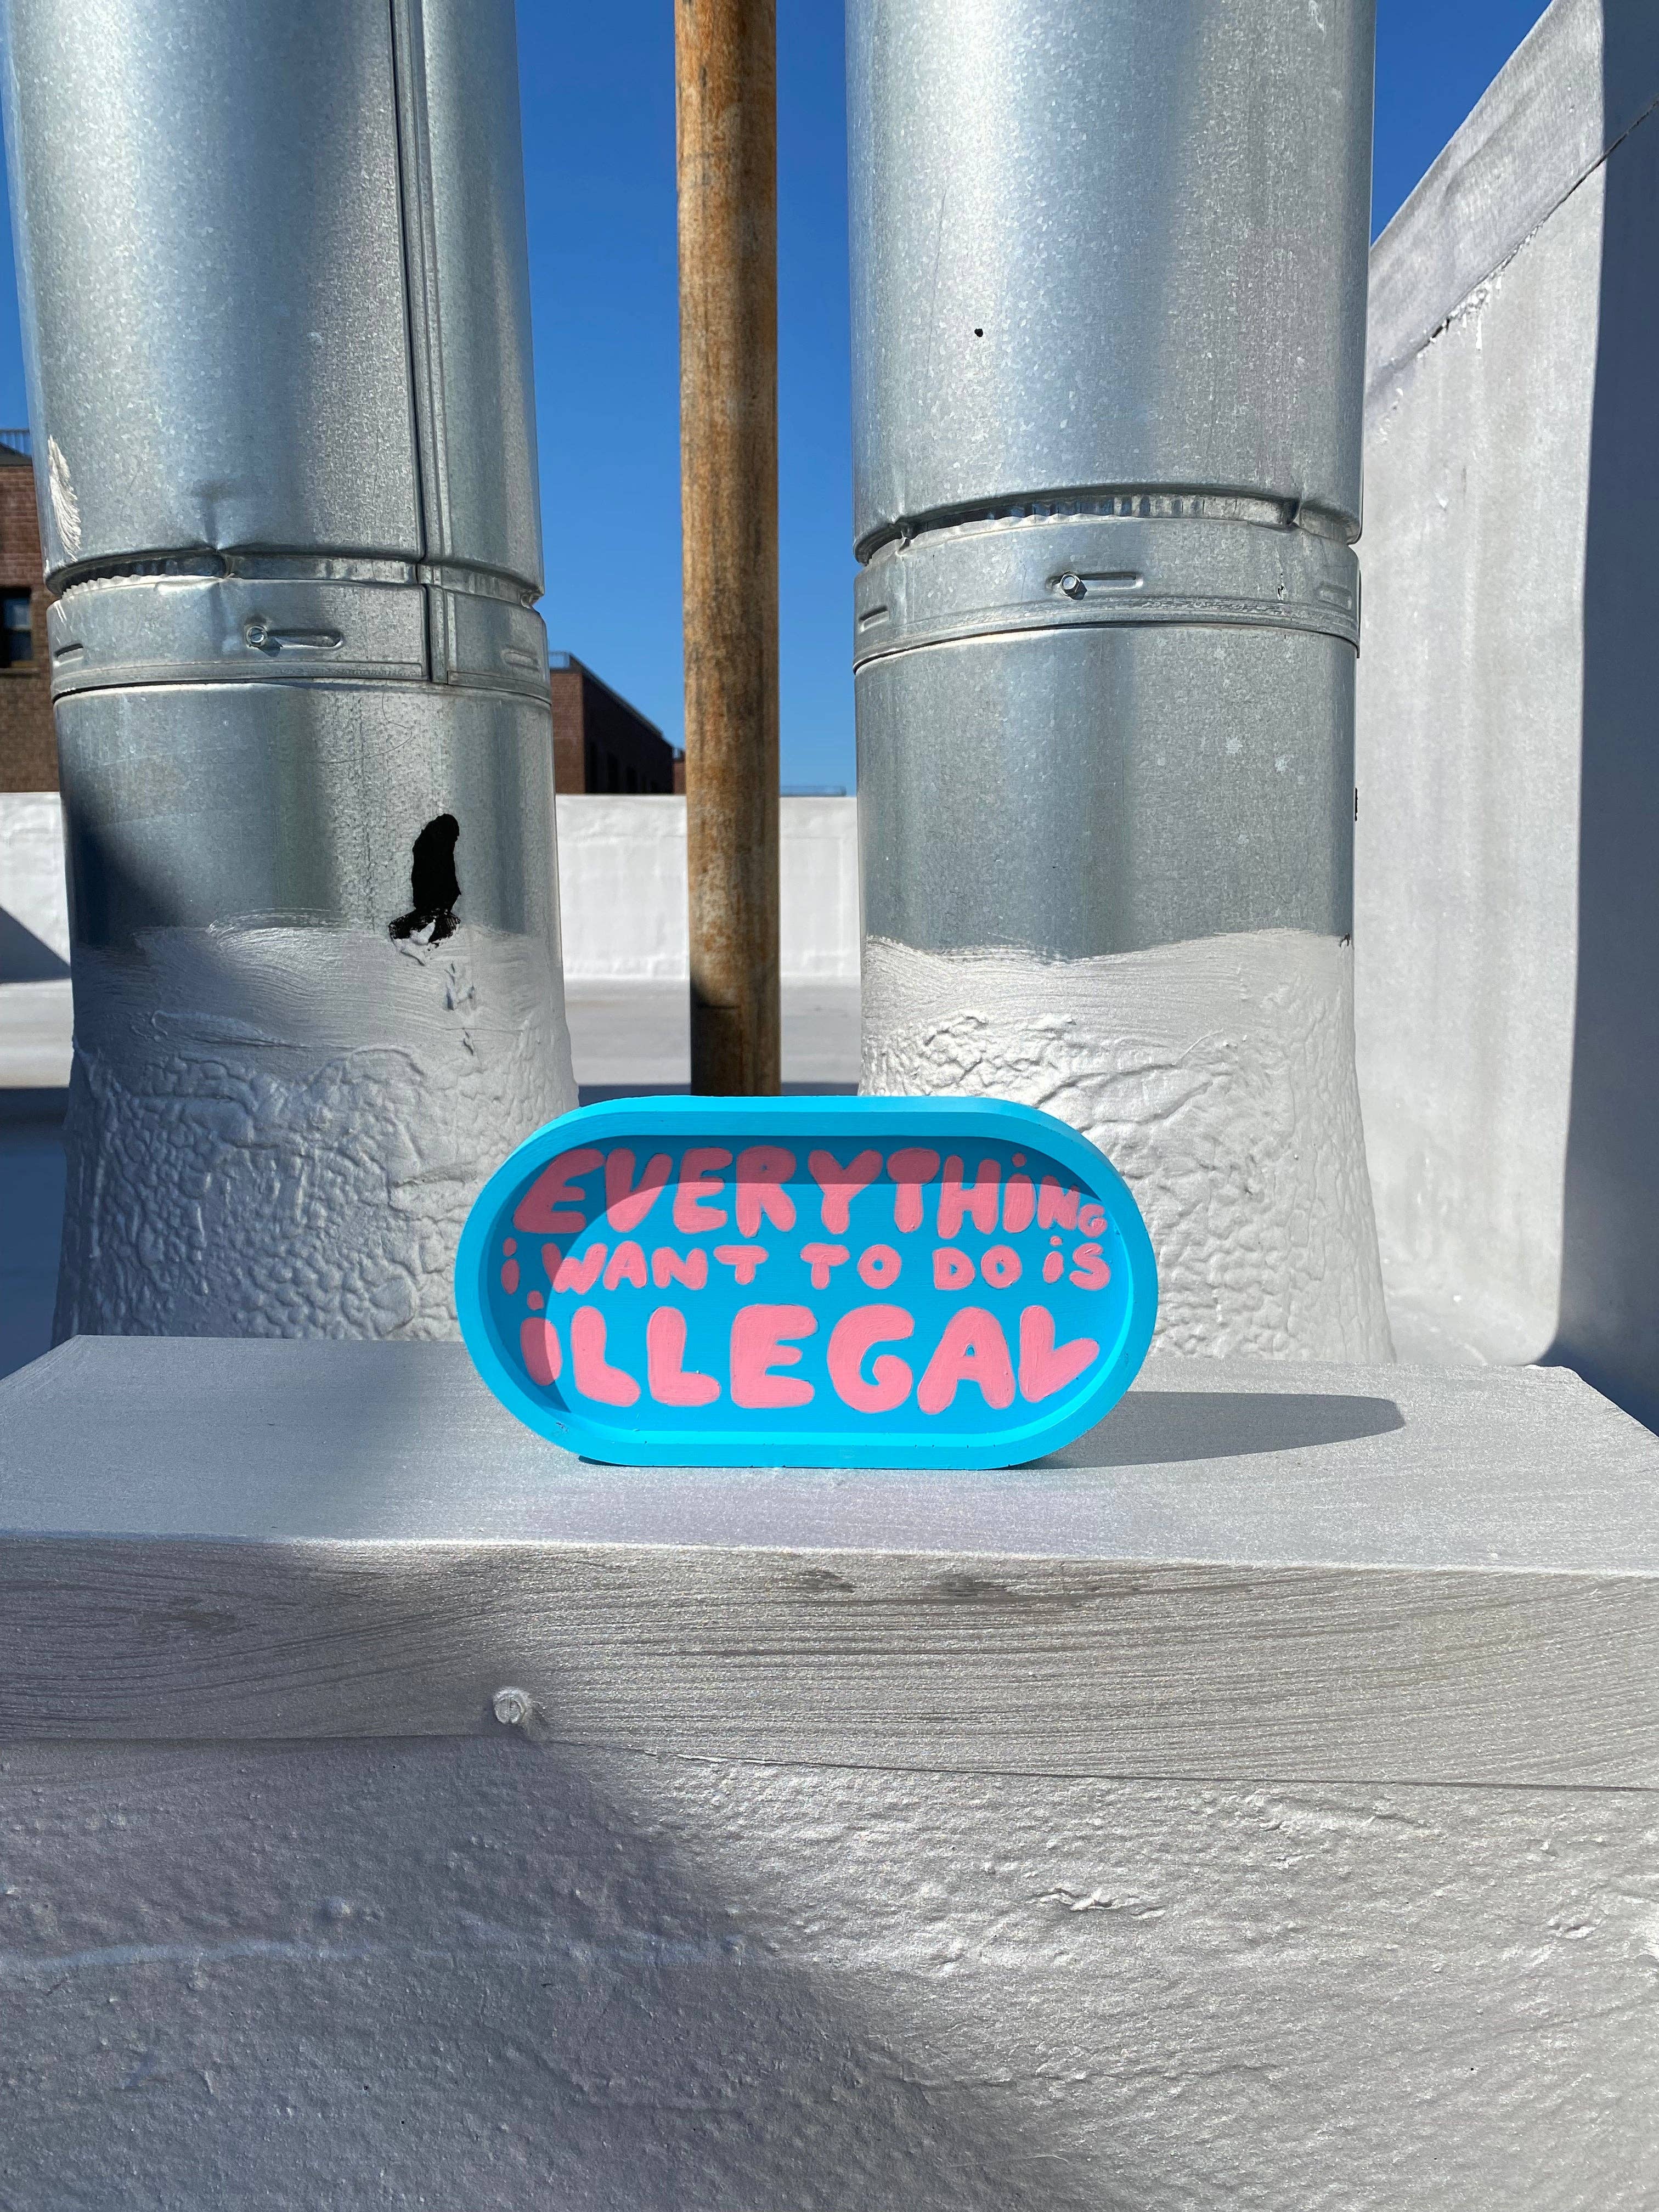 EVERYTHiNG
i WANT TO DO iS
iLLEGAL